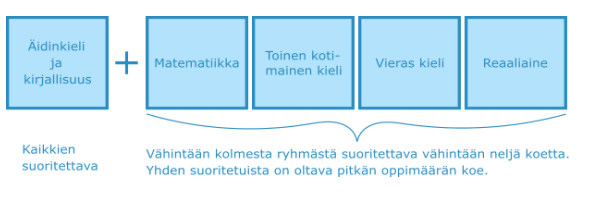 Äidinkieli
ja
kirjallisuus
+
Matematiikka
Toinen koti-
mainen kieli
Vieras kieli
Reaaliaine
Kaikkien
suoritettava
Vähintään kolmesta ryhmästä suoritettava vähintään neljä koetta.
Yhden suoritetuista on oltava pitkän oppimäärän koe.